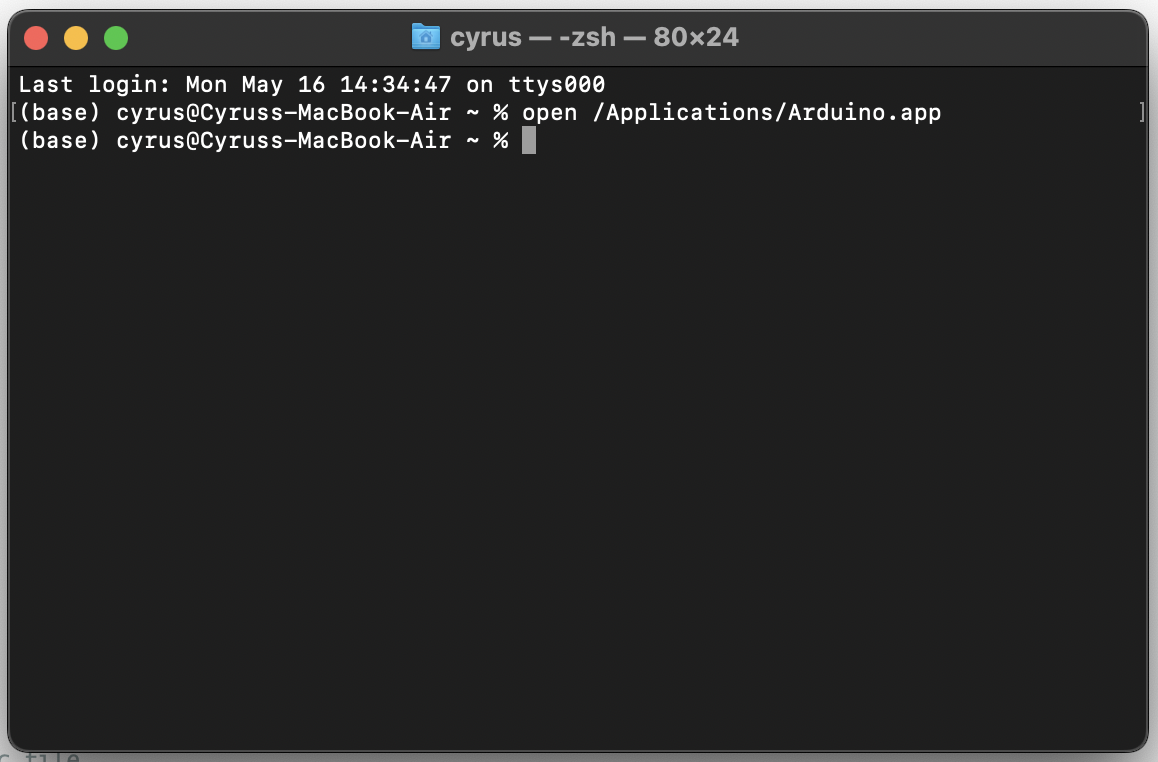 cyrus — -zsh — 80×24
Last login: Mon May 16 14:34:47 on ttys000
[(base) cyrus@Cyruss-MacBook-Air ~ % open /Applications/Arduino.app ]
(base) cyrus@Cyruss-MacBook-Air ~ %
file